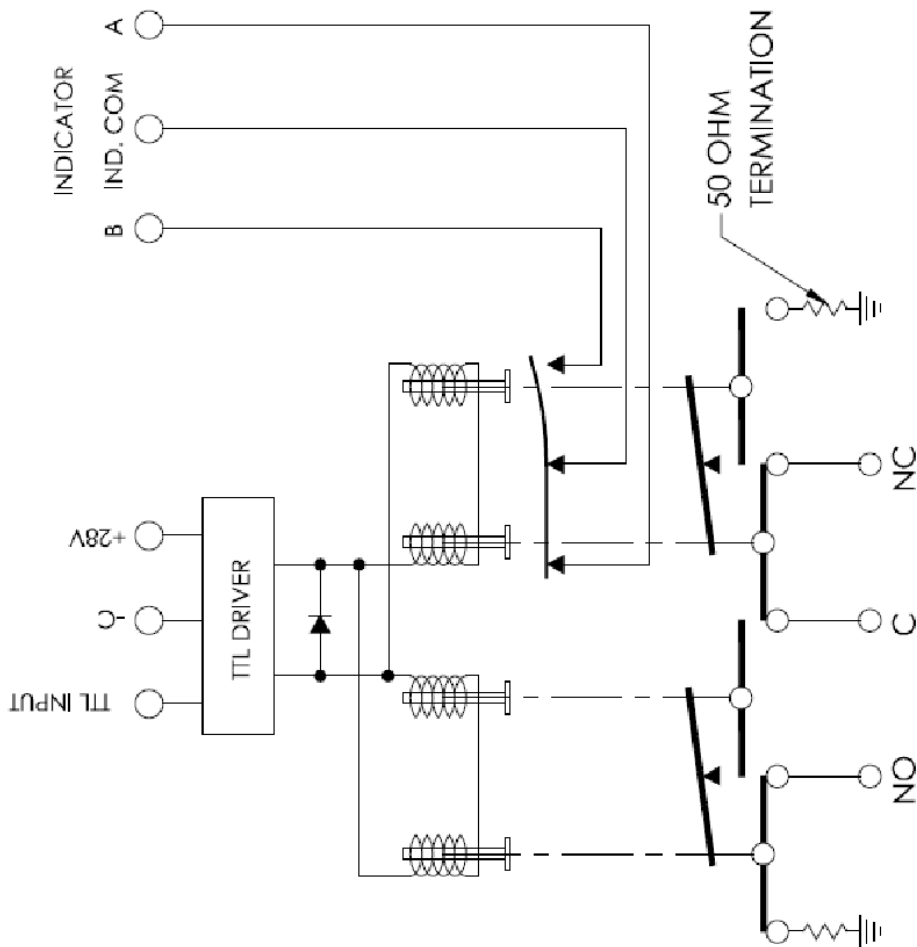 INDICATOR
B
IND. COM
A
TTL INPUT
-C
+28V
TTL DRIVER
50 OHM
TERMINATION
NO
C
NC